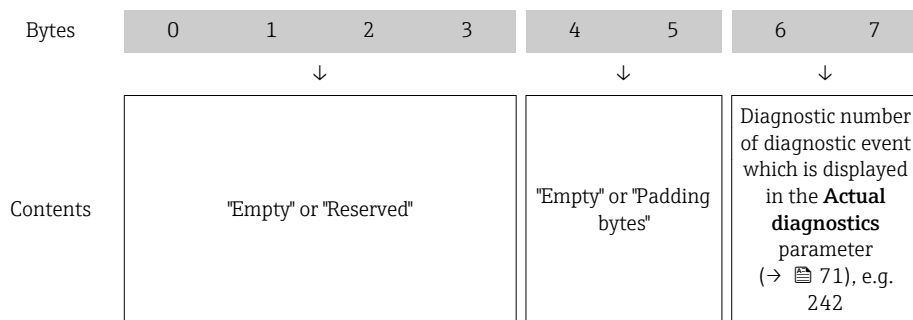 Bytes 0 1 2 3 4 5 6 7
↓ ↓ ↓
Contents
"Empty" or "Reserved"
"Empty" or "Padding
bytes"
Diagnostic number
of diagnostic event
which is displayed
in the Actual
diagnostics
parameter
(→ 71), e.g.
242